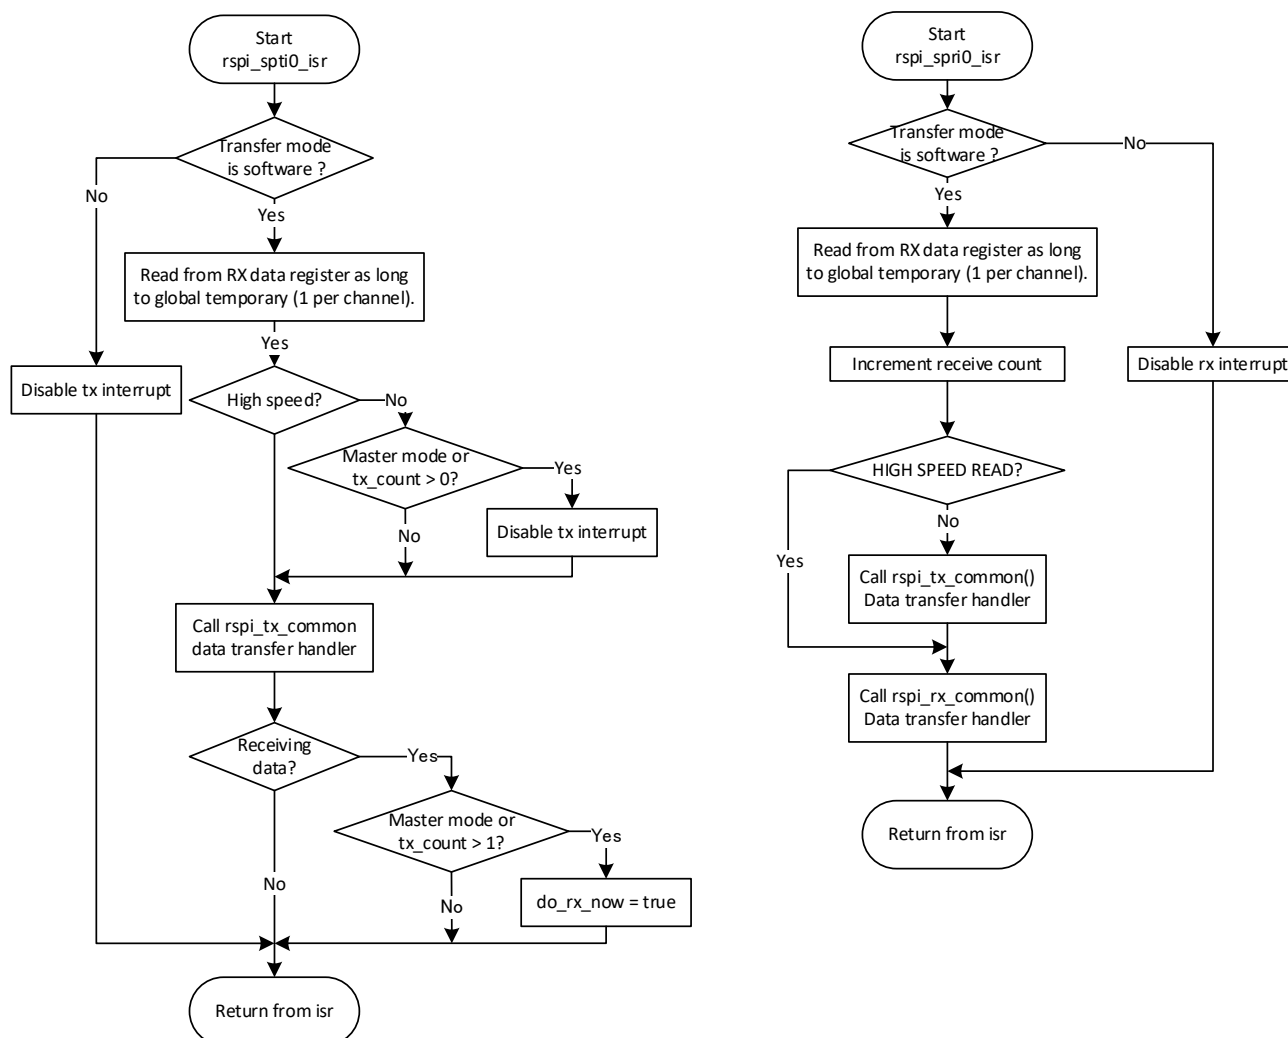 Start
rspi_spti0_isr
Transfer mode
is software ?
No
Yes
Read from RX data register as long
to global temporary (1 per channel).
Yes
Disable tx interrupt
High speed?
No
Master mode or
tx_count > 0?
Yes
No
Disable tx interrupt
Call rspi_tx_common
data transfer handler
Receiving
data?
Yes
Master mode or
tx_count > 1?
Yes
No
No
do_rx_now = true
Return from isr
Start
rspi_spri0_isr
Transfer mode
is software ?
No
Yes
Read from RX data register as long
to global temporary (1 per channel).
Increment receive count
Disable rx interrupt
HIGH SPEED READ?
No
Yes
Call rspi_tx_common()
Data transfer handler
Call rspi_rx_common()
Data transfer handler
Return from isr